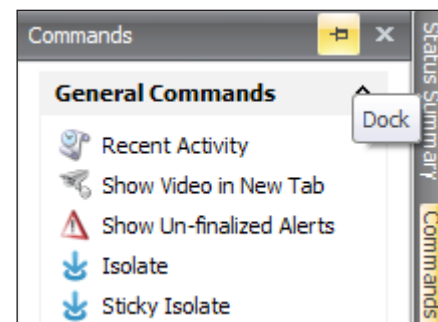 Commands
General Commands
Dock
Recent Activity
Show Video in New Tab
Show Un-finalized Alerts
Isolate
Sticky Isolate
Status Summary
Commands